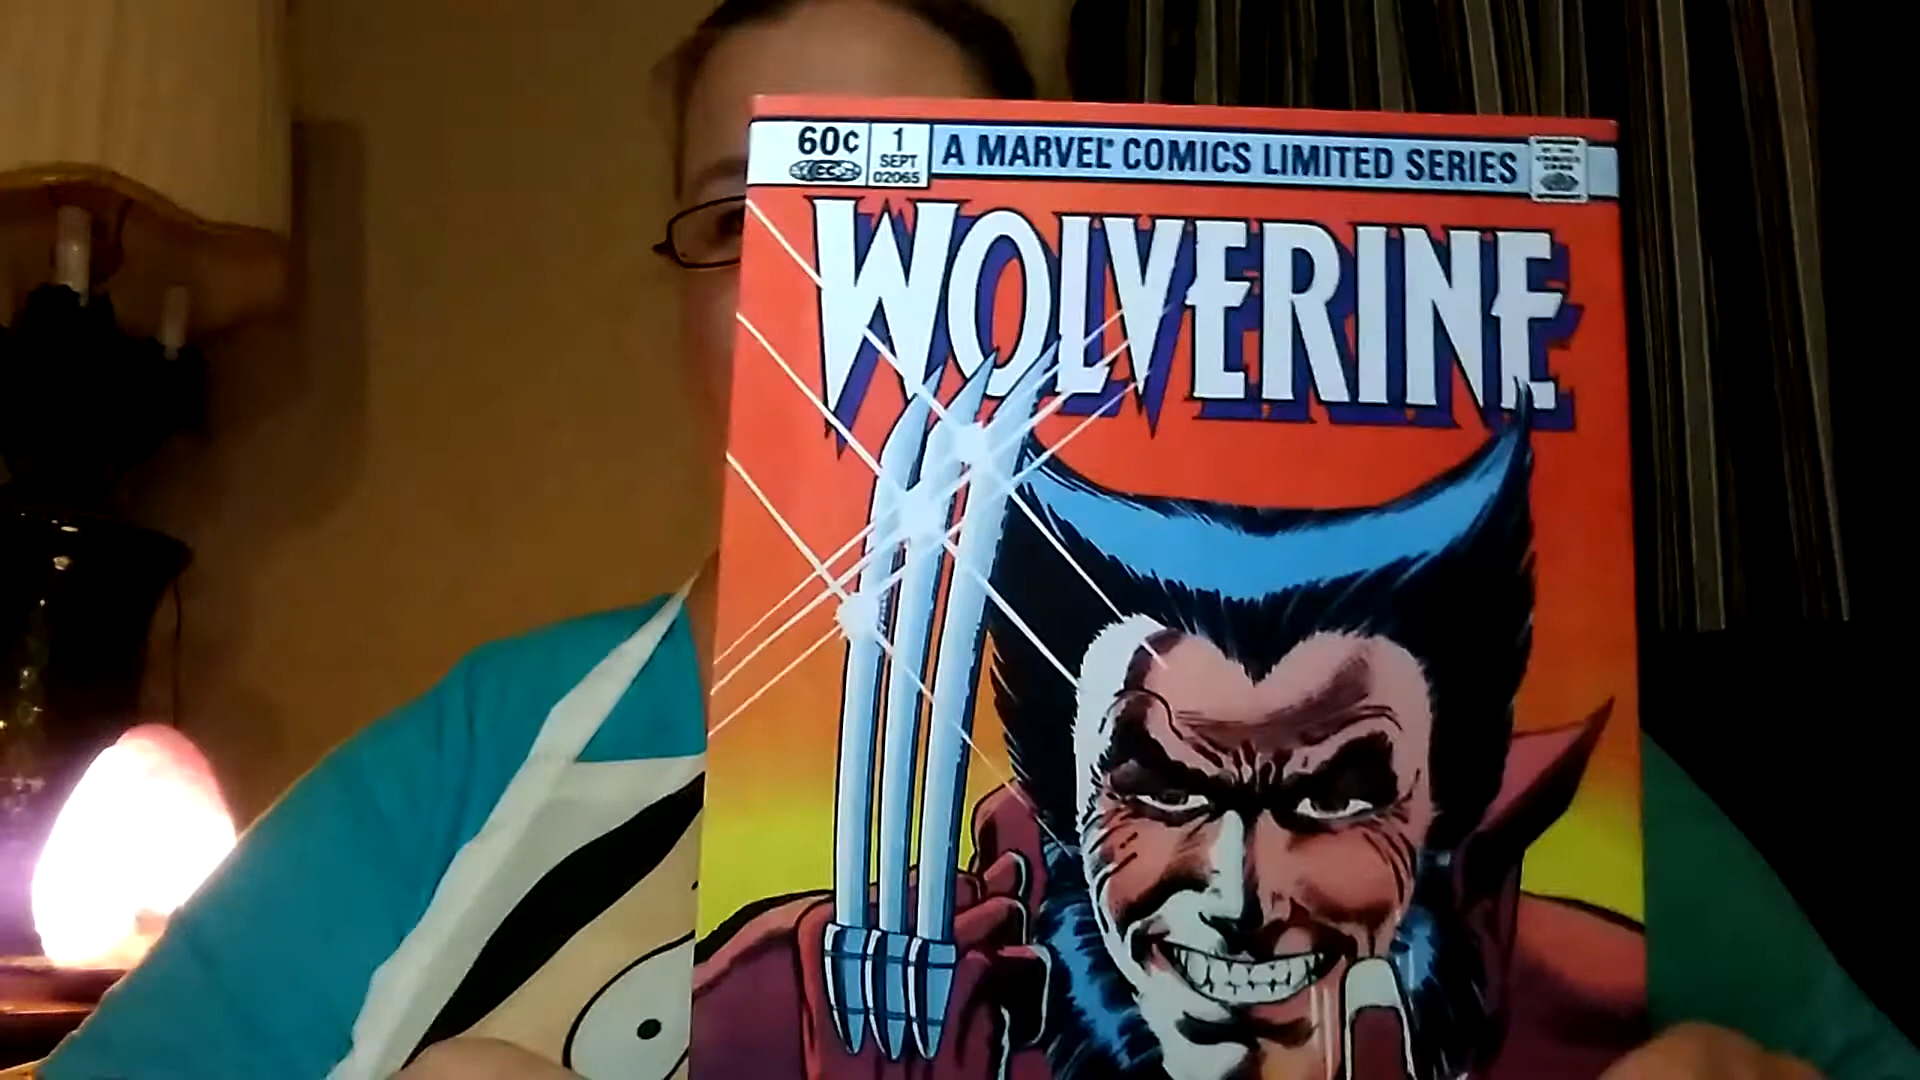 60¢
1
SEPT
02065
A MARVEL® COMICS LIMITED SERIES
WOLVERINE